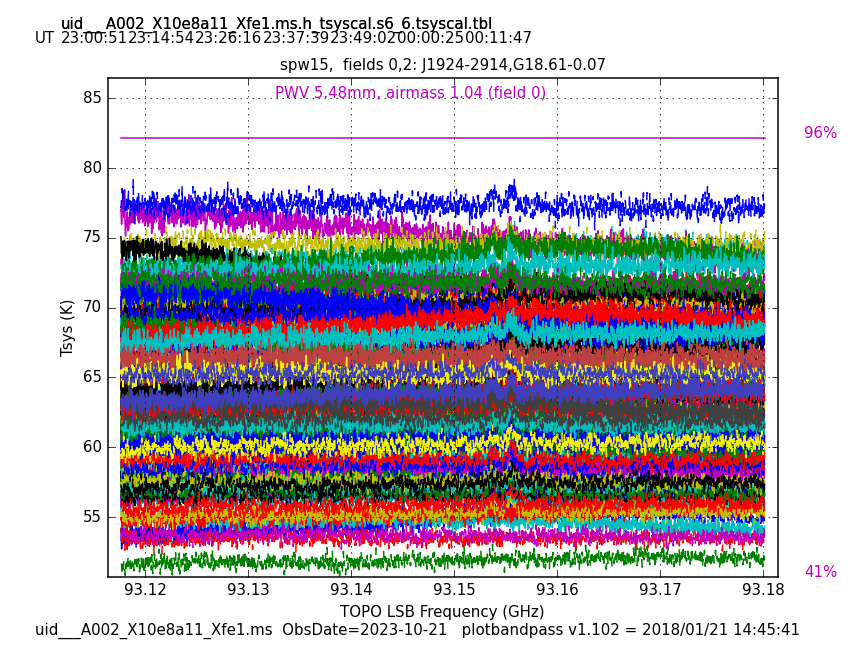 uid___A002_X10e8a11_Xfe1.ms.h_tsyscal.s6_6.tsyscal.tbl
UT 23:00:51 23:14:54 23:26:16 23:37:39 23:49:02 00:00:25 00:11:47
spw15,  fields 0,2: J1924-2914,G18.61-0.07
PWV 5.48mm, airmass 1.04 (field 0)
85
96%
80
75
70
Tsys (K)
65
60
55
41%
93.12 93.13 93.14 93.15 93.16 93.17 93.18
TOPO LSB Frequency (GHz)
uid___A002_X10e8a11_Xfe1.ms  ObsDate=2023-10-21   plotbandpass v1.102 = 2018/01/21 14:45:41